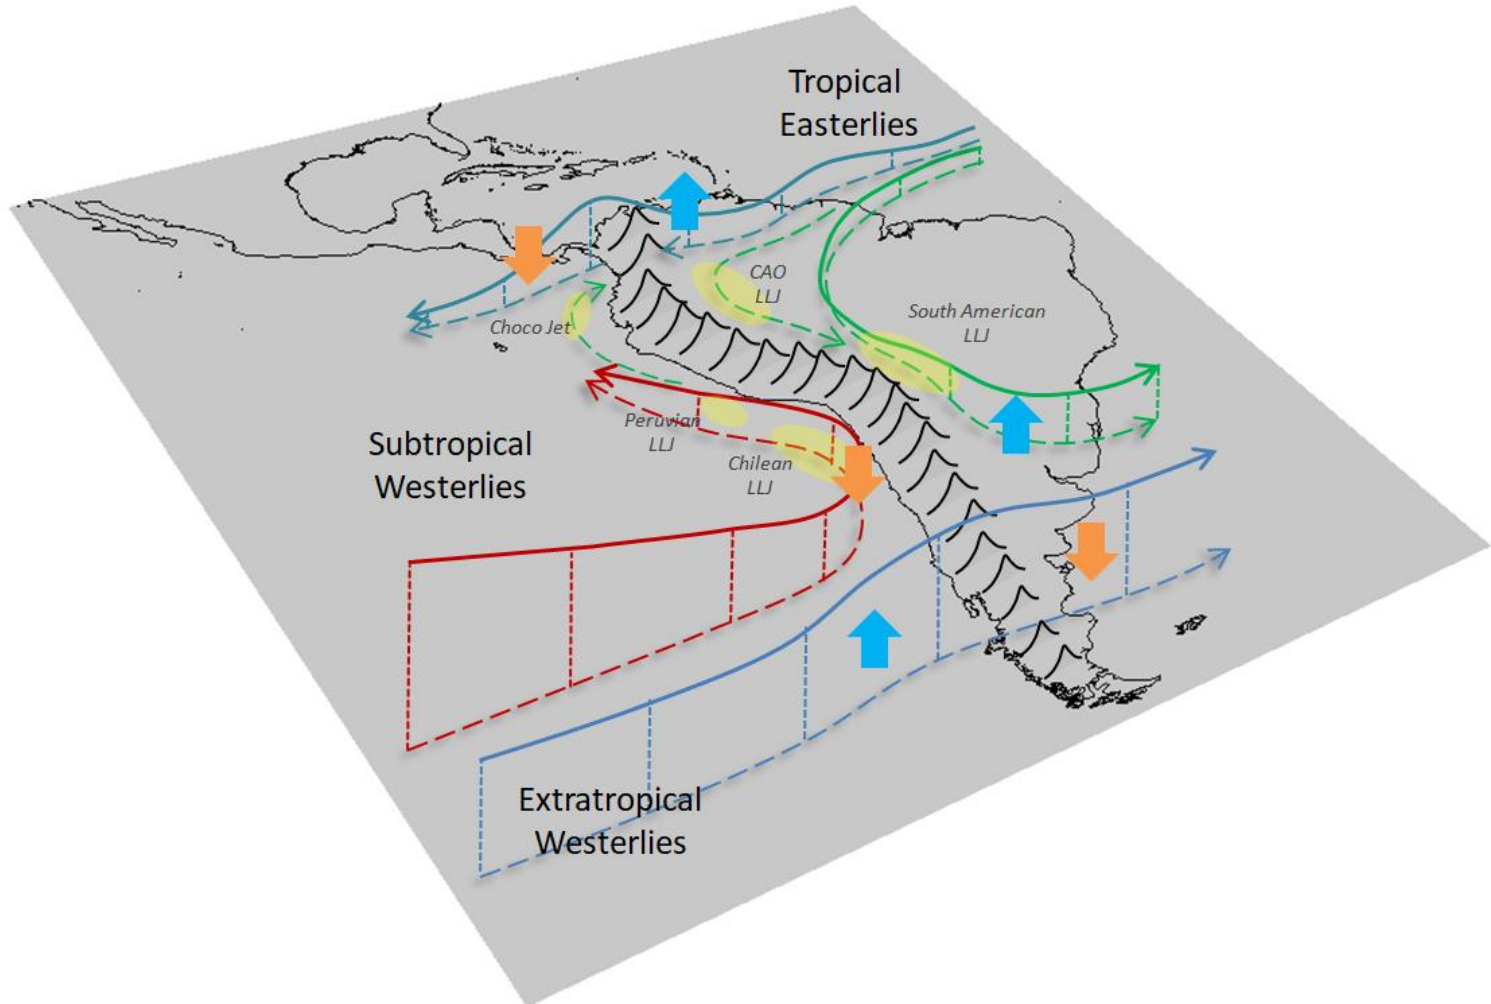 Tropical
Easterlies
CAO
LLJ
South American
LLJ
Choco Jet
Peruvian
LLJ
Subtropical
Westerlies
Chilean
LLJ
Extratropical
Westerlies